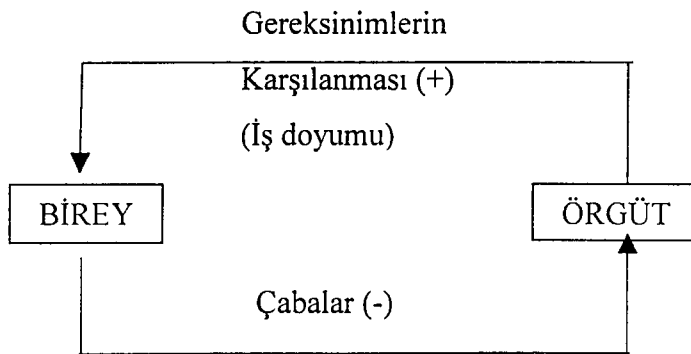 Gereksinimlerin
Karşılanması (+)
(İş doyumu)
BİREY
ÖRGÜT
Çabalar (-)